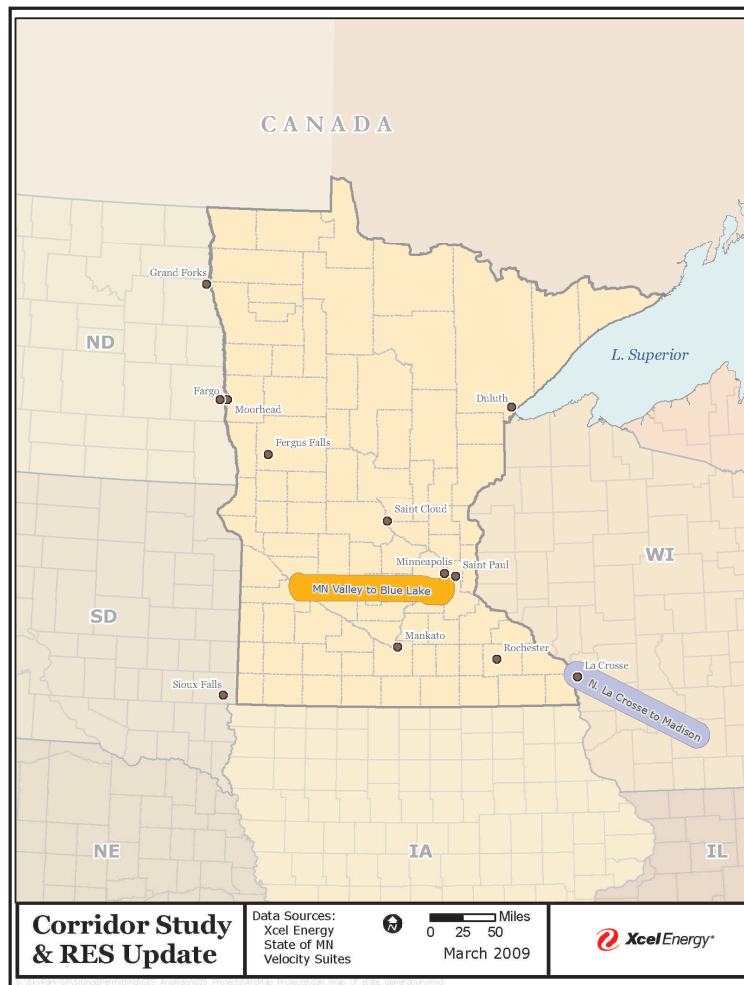 CANADA
Grand Forks
ND
L. Superior
Fargo
Moorhead
Duluth
Fergus Falls
Saint Cloud
WI
Minneapolis
Saint Paul
MN Valley to Blue Lake
SD
Mankato
Rochester
La Crosse
Sioux Falls
N. La Crosse to Madison
NE
IA
IL
Corridor Study
& RES Update
Data Sources:
Xcel Energy
State of MN
Velocity Suites
N
Miles
0 25 50
March 2009
Xcel Energy®